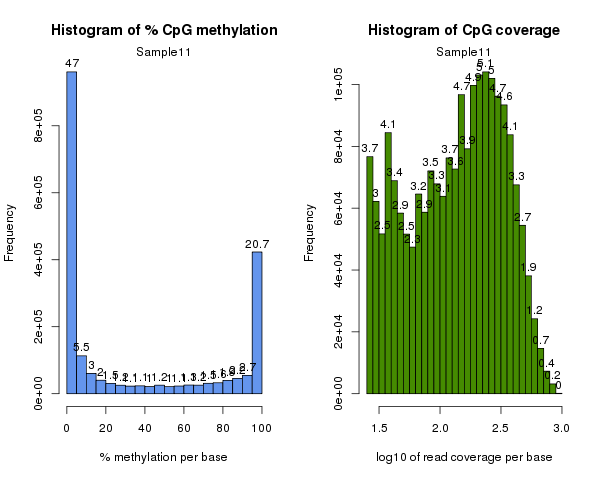 Histogram of % CpG methylation
Sample11
47
5.5
3
2
20.7
Frequency
0e+00
2e+05
4e+05
6e+05
8e+05
0
20
40
60
80
100
% methylation per base
Histogram of CpG coverage
Sample11
3.7
3
2.5
4.1
3.4
2.9
2.5
2.3
3.2
2.9
3.5
3.3
3.1
3.7
4.7
3.9
5.1
5
4.7
4.6
4.1
3.3
2.7
1.9
1.2
0.7
0.4
0.2
0
Frequency
0e+00
2e+04
4e+04
6e+04
8e+04
1e+05
1.5
2.0
2.5
3.0
log10 of read coverage per base